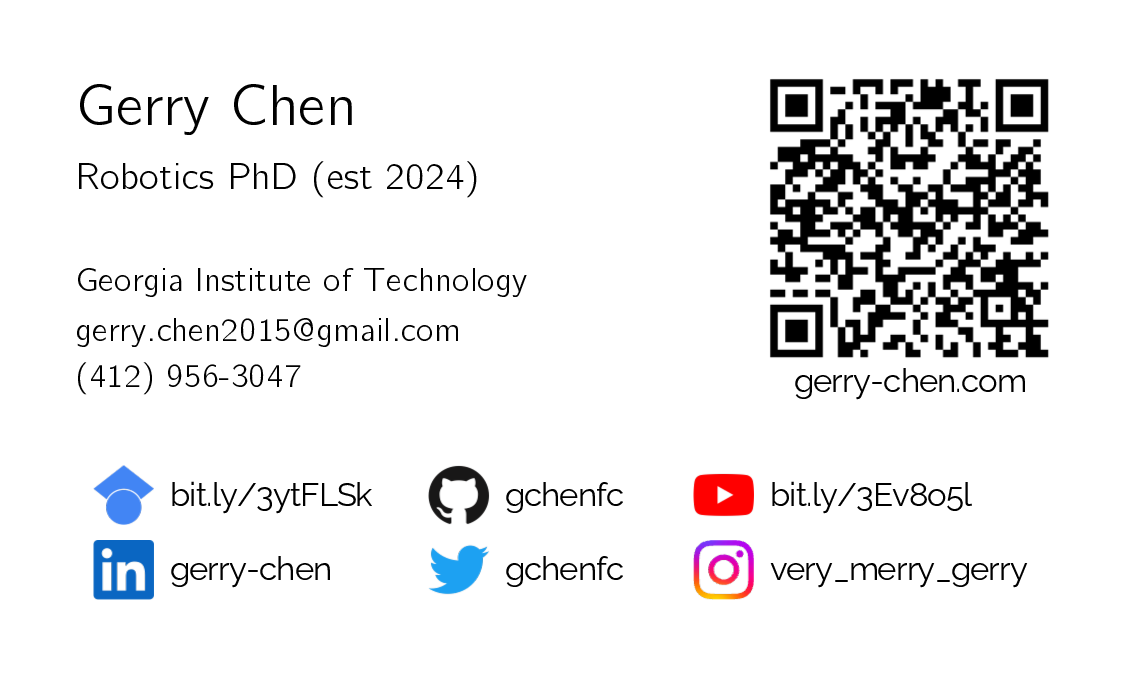 Gerry Chen
Robotics PhD (est 2024)
Georgia Institute of Technology
gerry.chen2015@gmail.com
(412) 956-3047
gerry-chen.com
bit.ly/3ytFLSk
gchenfc
bit.ly/3Ev8o5l
in
gerry-chen
gchenfc
very_merry_gerry